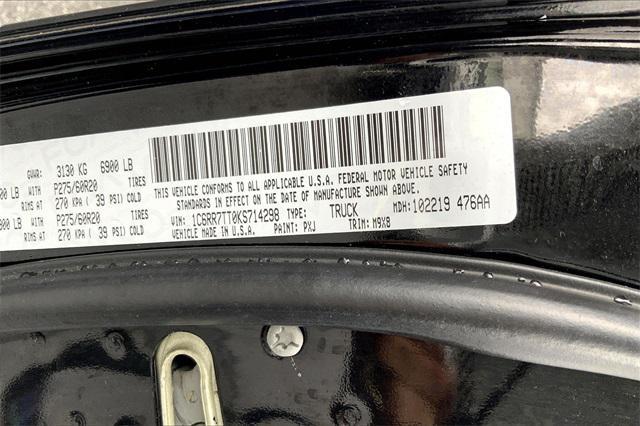 GVWR: 3130 KG 6900 LB
00 LB WITH P275/60R20 TIRES
RIMS AT 270 KPA ( 39 PSI) COLD
900 LB WITH P275/60R20 TIRES
RIMS AT 270 KPA ( 39 PSI) COLD
THIS VEHICLE CONFORMS TO ALL APPLICABLE U.S.A. FEDERAL MOTOR VEHICLE SAFETY
STANDARDS IN EFFECT ON THE DATE OF MANUFACTURE SHOWN ABOVE.
VIN: 1C6RR7TT0KS714298 TYPE: TRUCK MDH: 102219 476AA
VEHICLE MADE IN U.S.A. PAINT: PXJ TRIM: M9X8